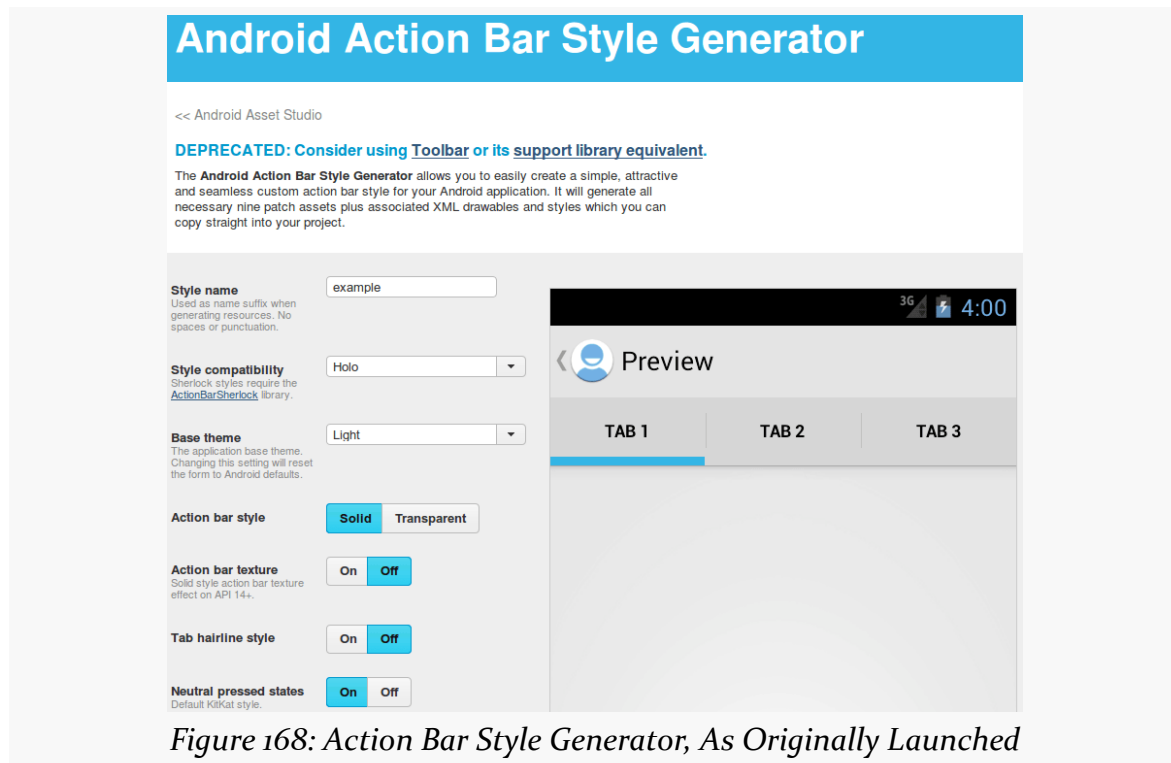 Android Action Bar Style Generator
<< Android Asset Studio
DEPRECATED: Consider using Toolbar or its support library equivalent.
The Android Action Bar Style Generator allows you to easily create a simple, attractive
and seamless custom action bar style for your Android application. It will generate all
necessary nine patch assets plus associated XML drawables and styles which you can
copy straight into your project.
Style name
Used as name suffix when
generating resources. No
spaces or punctuation.
example
Style compatibility
Sherlock styles require the
ActionBarSherlock library.
Holo
Base theme
The application base theme.
Changing this setting will reset
the form to Android defaults.
Light
Action bar style
Solid Transparent
Action bar texture
Solid style action bar texture
effect on API 14+.
On Off
Tab hairline style
On Off
Neutral pressed states
Default KitKat style.
On Off
3G 4:00
Preview
TAB 1 TAB 2 TAB 3
Figure 168: Action Bar Style Generator, As Originally Launched